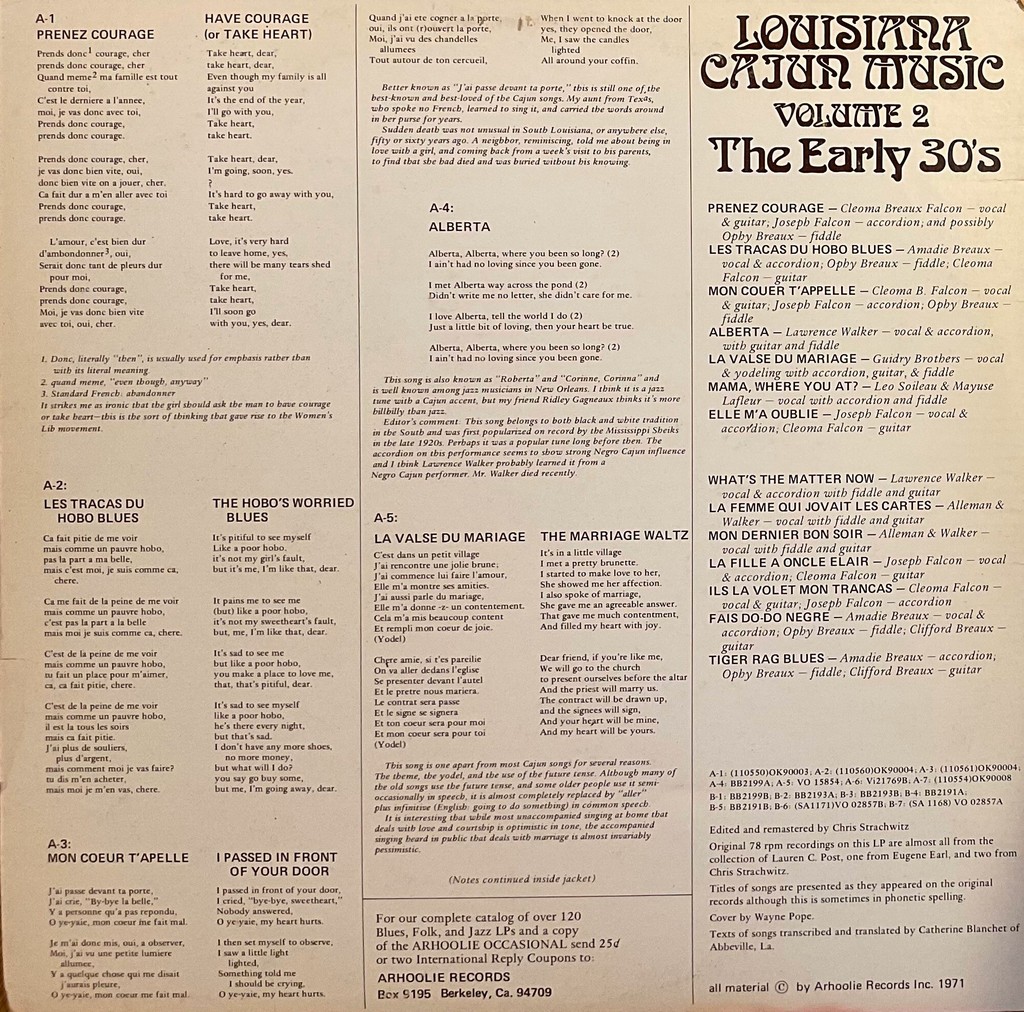 A-1
PRENEZ COURAGE
Prends donc¹ courage, cher
prends donc courage, cher
Quand meme² ma famille est tout
contre toi,
C'est le derniere a l'annee,
moi, je vas donc avec toi,
Prends donc courage,
prends donc courage.
Prends donc courage, cher,
je vas donc bien vite, oui,
donc bien vite on a jouer, cher.
Ca fait dur a m'en aller avec toi
Prends donc courage,
prends donc courage.
L'amour, c'est bien dur
d'ambondonner³, oui,
Serait donc tant de pleurs dur
pour moi,
Prends donc courage,
prends donc courage,
Moi, je vas donc bien vite
avec toi, oui, cher.
HAVE COURAGE
(or TAKE HEART)
Take heart, dear,
take heart, dear,
Even though my family is all
against you
It's the end of the year,
I'll go with you,
Take heart,
take heart.
Take heart, dear,
I'm going, soon, yes.
?
It's hard to go away with you,
Take heart,
take heart.
Love, it's very hard
to leave home, yes,
there will be many tears shed
for me,
Take heart,
take heart,
I'll soon go
with you, yes, dear.
1. Donc, literally "then", is usually used for emphasis rather than
with its literal meaning.
2. quand meme, "even though, anyway"
3. Standard French: abandonner
It strikes me as ironic that the girl should ask the man to have courage
or take heart—this is the sort of thinking that gave rise to the Women's
Lib movement.
A-2:
LES TRACAS DU
HOBO BLUES
Ca fait pitie de me voir
mais comme un pauvre hobo,
pas la part a ma belle,
mais c'est moi, je suis comme ca,
chere.
Ca me fait de la peine de me voir
mais comme un pauvre hobo,
c'est pas la part a la belle
mais moi je suis comme ca, chere.
C'est de la peine de me voir
mais comme un pauvre hobo,
tu fait un place pour m'aimer,
ca, ca fait pitie, chere.
C'est de la peine de me voir
mais comme un pauvre hobo,
il est la tous les soirs
mais ca fait pitie.
J'ai plus de souliers,
plus d'argent,
mais comment moi je vas faire?
tu dis m'en acheter,
mais moi je m'en vas, chere.
THE HOBO'S WORRIED
BLUES
It's pitiful to see myself
Like a poor hobo.
it's not my girl's fault,
but it's me, I'm like that, dear.
It pains me to see me
(but) like a poor hobo,
it's not my sweetheart's fault,
but, me, I'm like that, dear.
It's sad to see me
but like a poor hobo,
you make a place to love me,
that, that's pitiful, dear.
It's sad to see myself
like a poor hobo,
he's there every night,
but that's sad.
I don't have any more shoes,
no more money,
but what will I do?
you say go buy some,
but me, I'm going away, dear.
A-3:
MON COEUR T'APELLE
J'ai passe devant ta porte,
J'ai crie, "By-bye la belle,"
Y a personne qu'a pas repondu,
O ye-yaie, mon coeur me fait mal.
Je m'ai donc mis, oui, a observer,
Moi, j'ai vu une petite lumiere
allumee,
Y a quelque chose qui me disait
j'aurais pleure,
O ye-yaie, mon coeur me fait mal.
I PASSED IN FRONT
OF YOUR DOOR
I passed in front of your door,
I cried, "bye-bye, sweetheart,"
Nobody answered,
O ye-yaie, my heart hurts.
I then set myself to observe,
I saw a little light
lighted,
Something told me
I should be crying,
O ye-yaie, my heart hurts.
Quand j'ai ete cogner a la porte,
oui, ils ont (r)ouvert la porte,
Moi, j'ai vu des chandelles
allumees
Tout autour de ton cercueil,
When I went to knock at the door
yes, they opened the door,
Me, I saw the candles
lighted
All around your coffin.
Better known as "J'ai passe devant ta porte," this is still one of the
best-known and best-loved of the Cajun songs. My aunt from Texas,
who spoke no French, learned to sing it, and carried the words around
in her purse for years.
Sudden death was not unusual in South Louisiana, or anywhere else,
fifty or sixty years ago. A neighbor, reminiscing, told me about being in
love with a girl, and coming back from a week's visit to his parents,
to find that she had died and was buried without his knowing.
A-4:
ALBERTA
Alberta, Alberta, where you been so long? (2)
I ain't had no loving since you been gone.
I met Alberta way across the pond (2)
Didn't write me no letter, she didn't care for me.
I love Alberta, tell the world I do (2)
Just a little bit of loving, then your heart be true.
Alberta, Alberta, where you been so long? (2)
I ain't had no loving since you been gone.
This song is also known as "Roberta" and "Corinne, Corinna" and
is well known among jazz musicians in New Orleans. I think it is a jazz
tune with a Cajun accent, but my friend Ridley Gagneaux thinks it's more
hillbilly than jazz.
Editor's comment: This song belongs to both black and white tradition
in the South and was first popularized on record by the Mississippi Sheiks
in the late 1920s. Perhaps it was a popular tune long before then. The
accordion on this performance seems to show strong Negro Cajun influence
and I think Lawrence Walker probably learned it from a
Negro Cajun performer. Mr. Walker died recently.
A-5:
LA VALSE DU MARIAGE
C'est dans un petit village
J'ai rencontre une jolie brune;
J'ai commence lui faire l'amour,
Elle m'a montre ses amities.
J'ai aussi parle du mariage,
Elle m'a donne -z- un contentement.
Cela m'a mis beaucoup content
Et rempli mon coeur de joie.
(Yodel)
Chere amie, si t'es pareilie
On va aller dedans l'eglise
Se presenter devant l'autel
Et le pretre nous mariera.
Le contrat sera passe
Et le signe se signera
Et ton coeur sera pour moi
Et mon coeur sera pour toi
(Yodel)
THE MARRIAGE WALTZ
It's in a little village
I met a pretty brunette.
I started to make love to her,
She showed me her affection.
I also spoke of marriage,
She gave me an agreeable answer.
That gave me much contentment,
And filled my heart with joy.
Dear friend, if you're like me,
We will go to the church
to present ourselves before the altar
And the priest will marry us.
The contract will be drawn up,
and the signees will sign,
And your heart will be mine,
And my heart will be yours.
This song is one apart from most Cajun songs for several reasons.
The theme, the yodel, and the use of the future tense. Although many of
the old songs use the future tense, and some older people use it semi-
occasionally in speech, it is almost completely replaced by "aller"
plus infinitive (English: going to do something) in common speech.
It is interesting that while most unaccompanied singing at home that
deals with love and courtship is optimistic in tone, the accompanied
singing heard in public that deals with marriage is almost invariably
pessimistic.
(Notes continued inside jacket)
For our complete catalog of over 120
Blues, Folk, and Jazz LPs and a copy
of the ARHOOLIE OCCASIONAL send 25¢
or two International Reply Coupons to:
ARHOOLIE RECORDS
Box 9195 Berkeley, Ca. 94709
LOUISIANA
CAJUN MUSIC
VOLUME 2
The Early 30's
PRENEZ COURAGE — Cleoma Breaux Falcon — vocal
& guitar; Joseph Falcon — accordion; and possibly
Ophy Breaux — fiddle
LES TRACAS DU HOBO BLUES — Amadie Breaux —
vocal & accordion; Ophy Breaux — fiddle; Cleoma
Falcon — guitar
MON COUER T'APPELLE — Cleoma B. Falcon — vocal
& guitar; Joseph Falcon — accordion; Ophy Breaux —
fiddle
ALBERTA — Lawrence Walker — vocal & accordion,
with guitar and fiddle
LA VALSE DU MARIAGE — Guidry Brothers — vocal
& yodeling with accordion, guitar, & fiddle
MAMA, WHERE YOU AT? — Leo Soileau & Mayuse
Lafleur — vocal with accordion and fiddle
ELLE M'A OUBLIE — Joseph Falcon — vocal &
accordion; Cleoma Falcon — guitar
WHAT'S THE MATTER NOW — Lawrence Walker —
vocal & accordion with fiddle and guitar
LA FEMME QUI JOVAIT LES CARTES — Alleman &
Walker — vocal with fiddle and guitar
MON DERNIER BON SOIR — Alleman & Walker —
vocal with fiddle and guitar
LA FILLE A ONCLE ELAIR — Joseph Falcon — vocal
& accordion; Cleoma Falcon — guitar
ILS LA VOLET MON TRANCAS — Cleoma Falcon —
vocal & guitar; Joseph Falcon — accordion
FAIS DO-DO NEGRE — Amadie Breaux — vocal &
accordion; Ophy Breaux — fiddle; Clifford Breaux —
guitar
TIGER RAG BLUES — Amadie Breaux — accordion;
Ophy Breaux — fiddle; Clifford Breaux — guitar
A-1: (110550)OK90003; A-2: (110560)OK90004; A-3: (110561)OK90004;
A-4: BB2199A; A-5: VO 15854; A-6: Vi21769B; A-7: (110554)OK90008
B-1: BB2199B; B-2: BB2193A; B-3: BB2193B; B-4: BB2191A;
B-5: BB2191B; B-6: (SA1171)VO 02857B; B-7: (SA 1168) VO 02857A
Edited and remastered by Chris Strachwitz
Original 78 rpm recordings on this LP are almost all from the
collection of Lauren C. Post, one from Eugene Earl, and two from
Chris Strachwitz.
Titles of songs are presented as they appeared on the original
records although this is sometimes in phonetic spelling.
Cover by Wayne Pope.
Texts of songs transcribed and translated by Catherine Blanchet of
Abbeville, La.
all material © by Arhoolie Records Inc. 1971